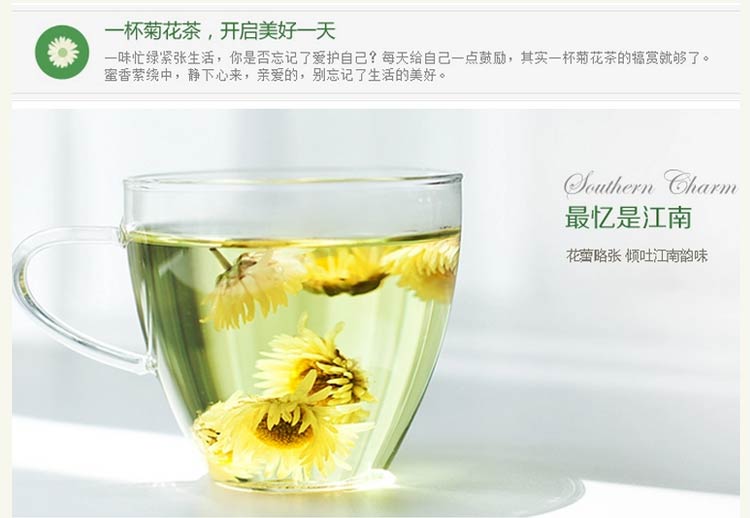 一杯菊花茶，开启美好一天
一味忙绿紧张生活，你是否忘记了爱护自己？每天给自己一点鼓励，其实一杯菊花茶的犒赏就够了。
蜜香萦绕中，静下心来，亲爱的，别忘记了生活的美好。
Southern Charm
最忆是江南
花蕾略张 倾吐江南韵味